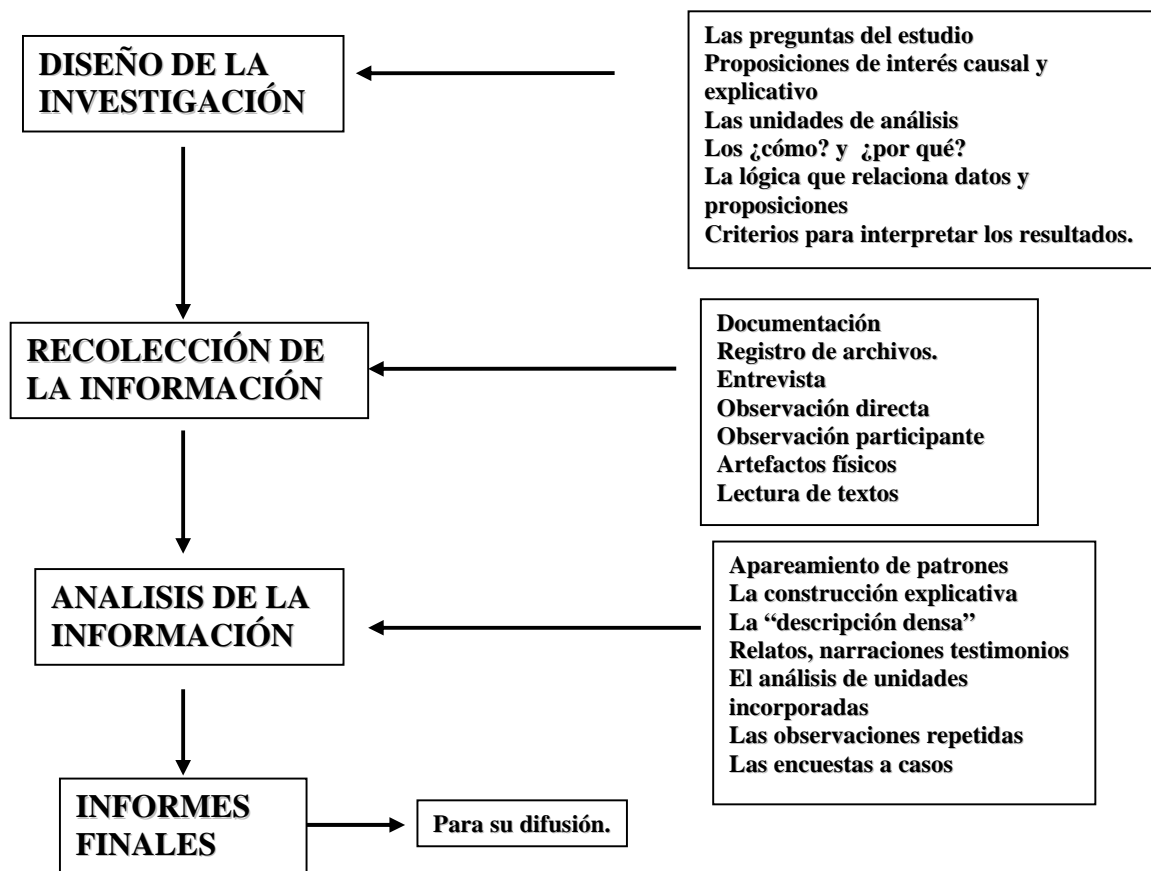 DISEÑO DE LA
INVESTIGACIÓN
Las preguntas del estudio
Proposiciones de interés causal y
explicativo
Las unidades de análisis
Los ¿cómo? y ¿por qué?
La lógica que relaciona datos y
proposiciones
Criterios para interpretar los resultados.
RECOLECCIÓN DE
LA INFORMACIÓN
Documentación
Registro de archivos.
Entrevista
Observación directa
Observación participante
Artefactos físicos
Lectura de textos
ANALISIS DE LA
INFORMACIÓN
Apareamiento de patrones
La construcción explicativa
La “descripción densa”
Relatos, narraciones testimonios
El análisis de unidades
incorporadas
Las observaciones repetidas
Las encuestas a casos
INFORMES
FINALES
Para su difusión.